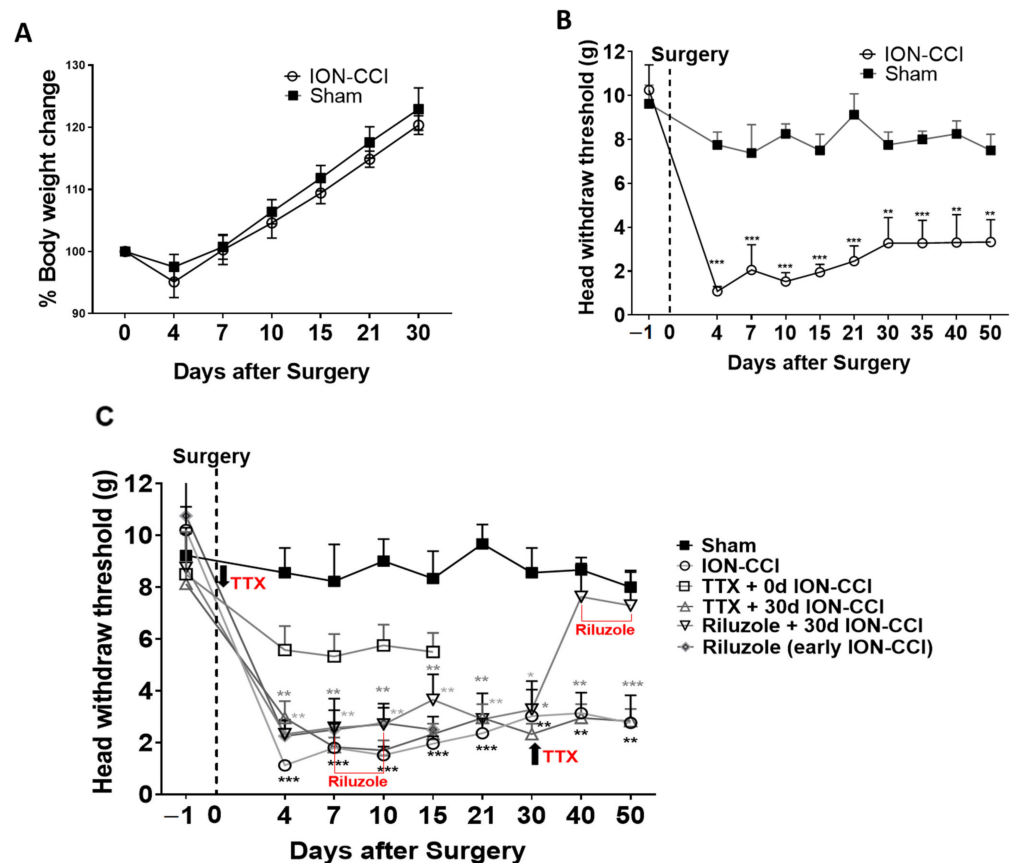 A
% Body weight change
130
120
110
100
90
ION-CCI
Sham
0 4 7 10 15 21 30
Days after Surgery
B
Head withdraw threshold (g)
12
10
8
6
4
2
0
Surgery
ION-CCI
Sham
*** *** *** *** *** ** *** ** **
−1 0 4 7 10 15 21 30 35 40 50
Days after Surgery
C
Surgery
Head withdraw threshold (g)
12
10
8
6
4
2
0
TTX
Riluzole
** ** ** ** ** * ** ***
** ** ** ** ** *
*** *** *** *** *** ** ** **
Riluzole
TTX
−1 0 4 7 10 15 21 30 40 50
Days after Surgery
Sham
ION-CCI
TTX + 0d ION-CCI
TTX + 30d ION-CCI
Riluzole + 30d ION-CCI
Riluzole (early ION-CCI)